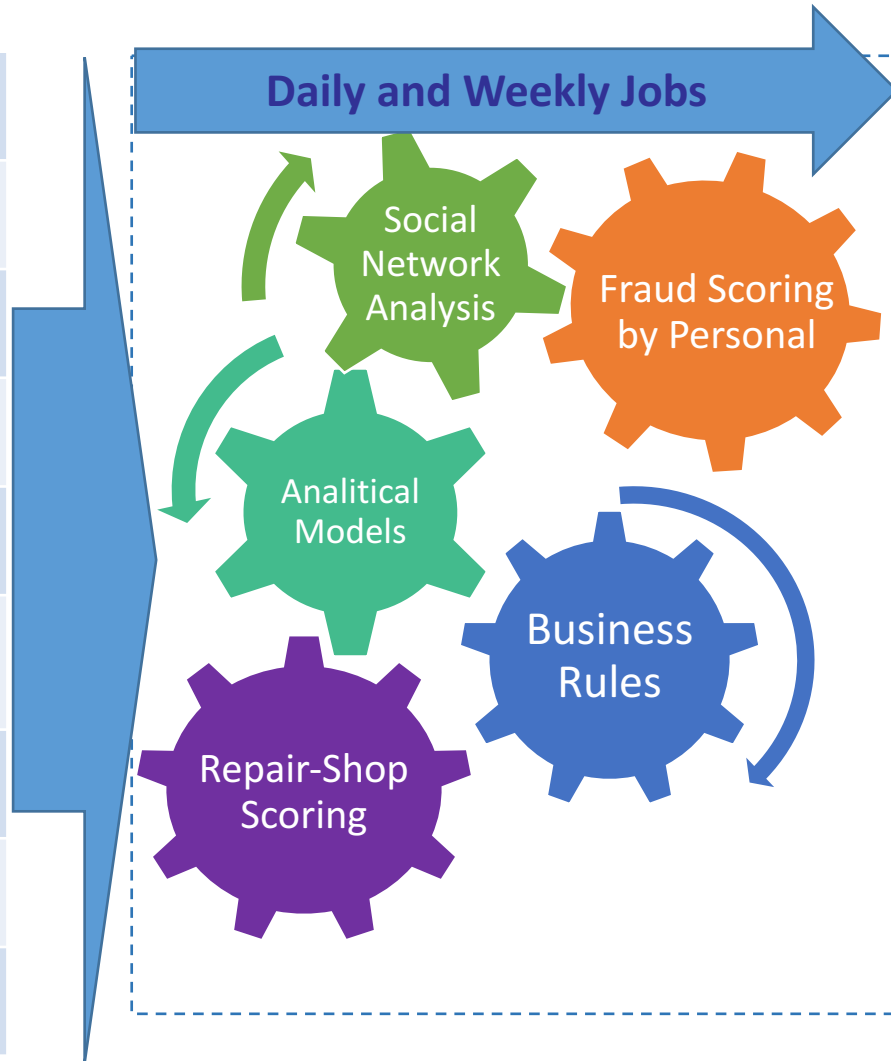 Daily and Weekly Jobs
Social
Network
Analysis
Fraud Scoring
by Personal
Analitical
Models
Business
Rules
Repair-Shop
Scoring